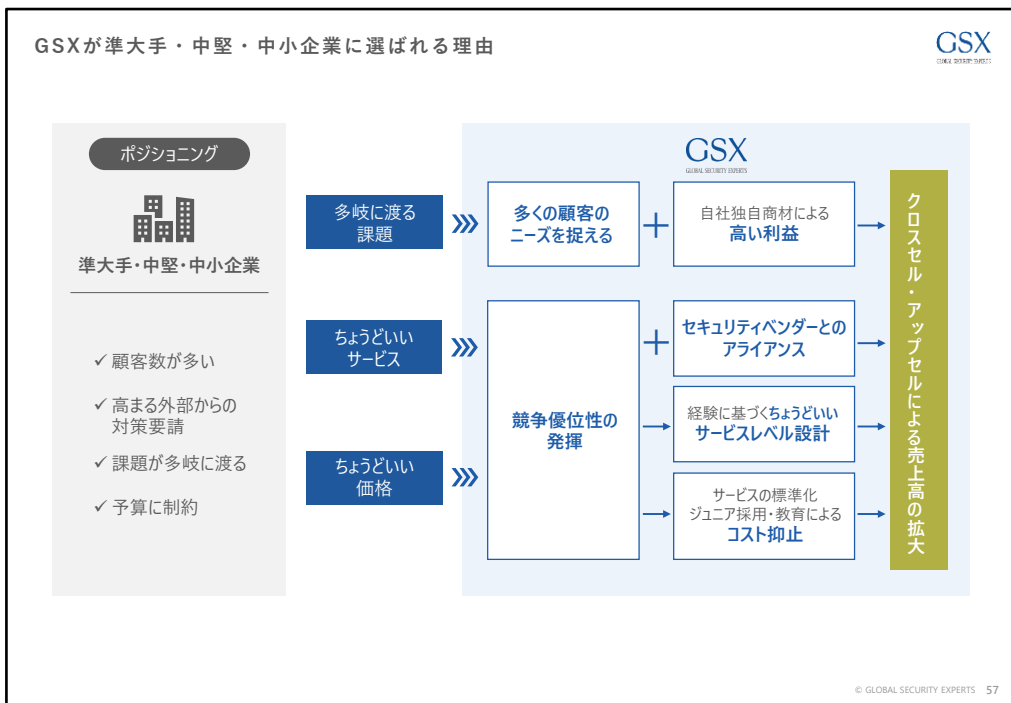 GSXが準大手・中堅・中小企業に選ばれる理由
GSX
GLOBAL SECURITY EXPERTS
ポジショニング
準大手・中堅・中小企業
✓ 顧客数が多い
✓ 高まる外部からの
対策要請
✓ 課題が多岐に渡る
✓ 予算に制約
多岐に渡る
課題
ちょうどいい
サービス
ちょうどいい
価格
GSX
GLOBAL SECURITY EXPERTS
多くの顧客の
ニーズを捉える
+
自社独自商材による
高い利益
競争優位性の
発揮
+
セキュリティベンダーとの
アライアンス
経験に基づくちょうどいい
サービスレベル設計
サービスの標準化
ジュニア採用・教育による
コスト抑止
クロスセル・アップセルによる売上高の拡大
© GLOBAL SECURITY EXPERTS 57